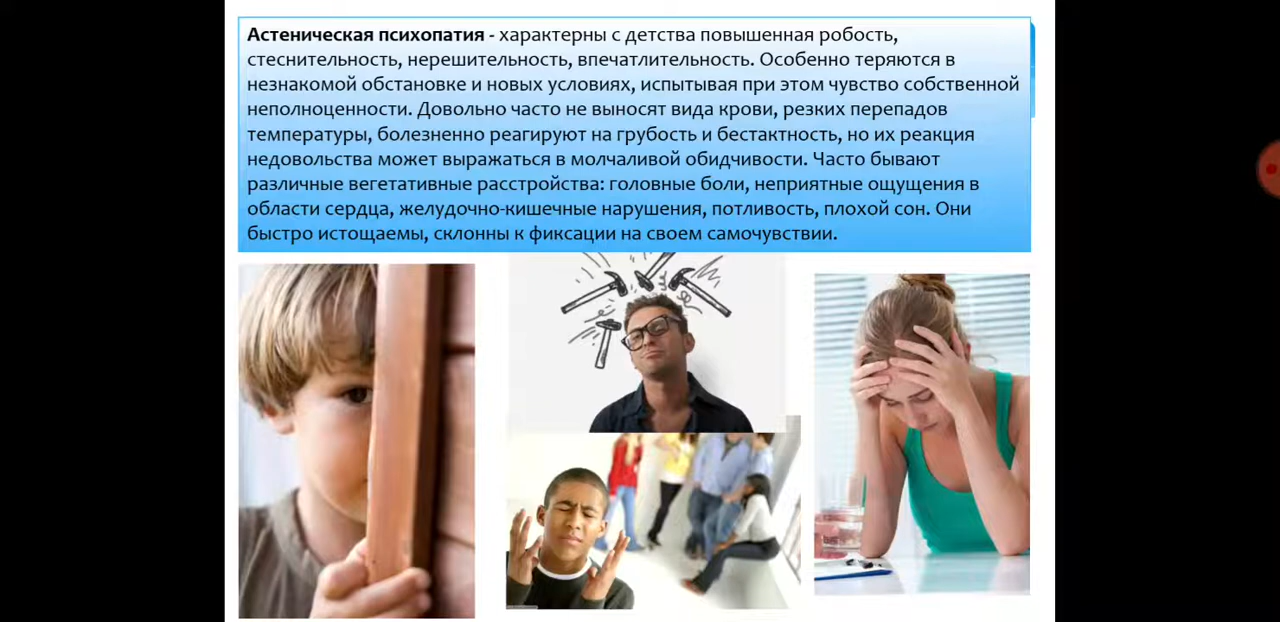 Астеническая психопатия - характерны с детства повышенная робость,
стеснительность, нерешительность, впечатлительность. Особенно теряются в
незнакомой обстановке и новых условиях, испытывая при этом чувство собственной
неполноценности. Довольно часто не выносят вида крови, резких перепадов
температуры, болезненно реагируют на грубость и бестактность, но их реакция
недовольства может выражаться в молчаливой обидчивости. Часто бывают
различные вегетативные расстройства: головные боли, неприятные ощущения в
области сердца, желудочно-кишечные нарушения, потливость, плохой сон. Они
быстро истощаемы, склонны к фиксации на своем самочувствии.